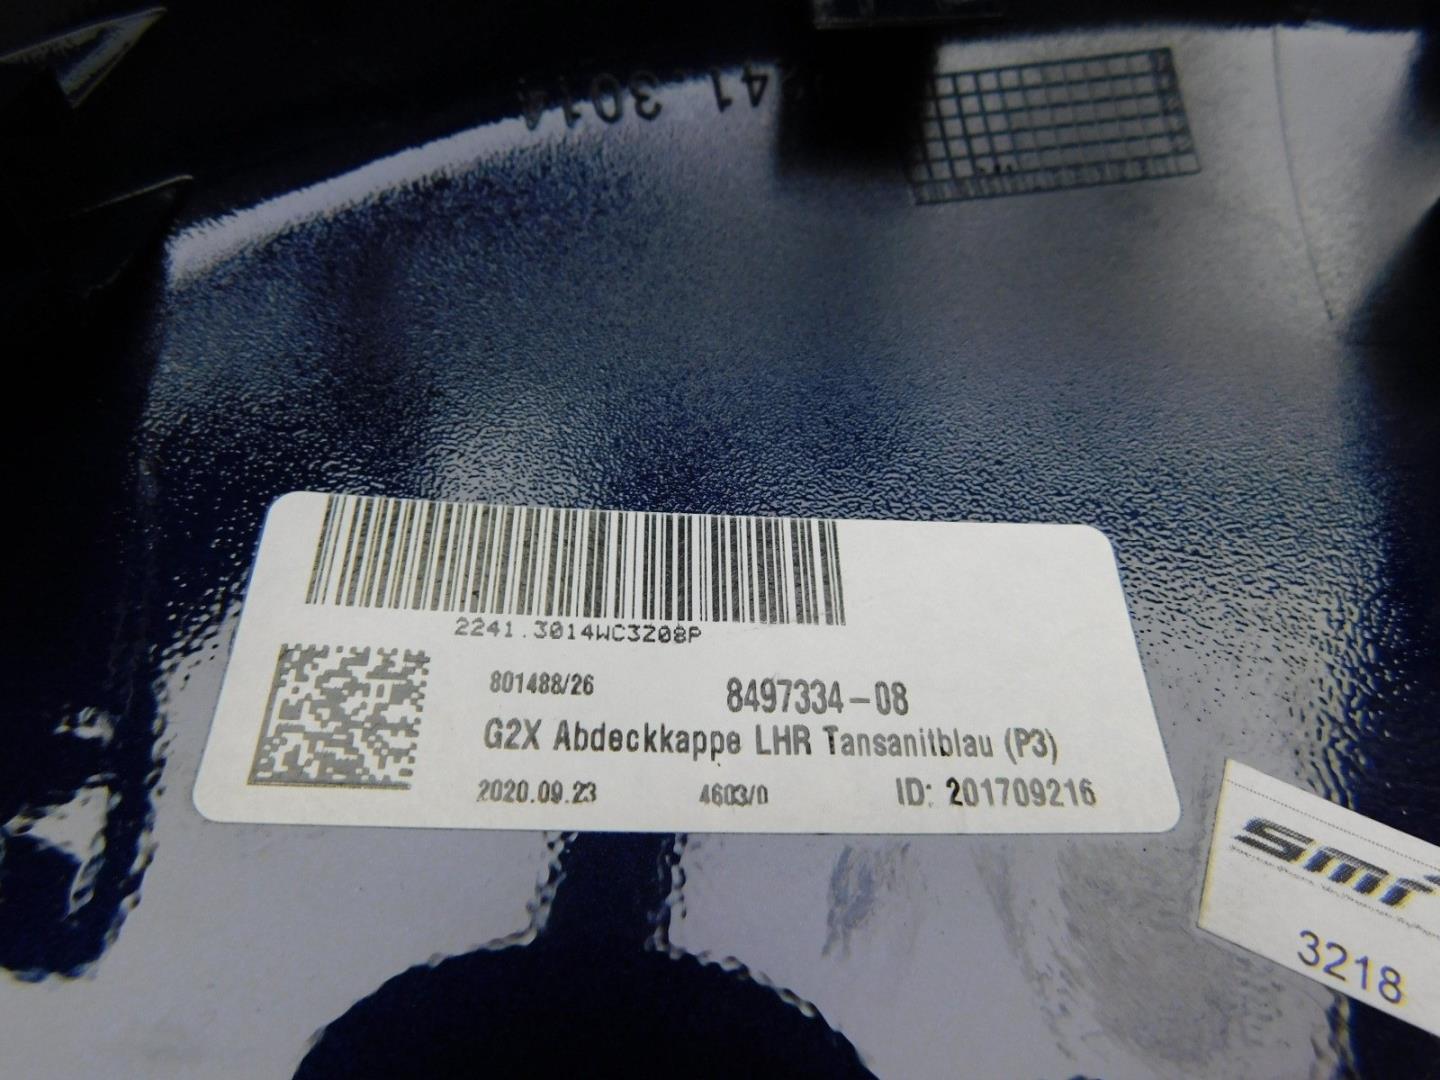 41.3014
2241.3014WC3Z08P
801488/26
8497334-08
G2X Abdeckkappe LHR Tansanitblau (P3)
2020.09.23
4603/0
ID: 201709216
smr
3218